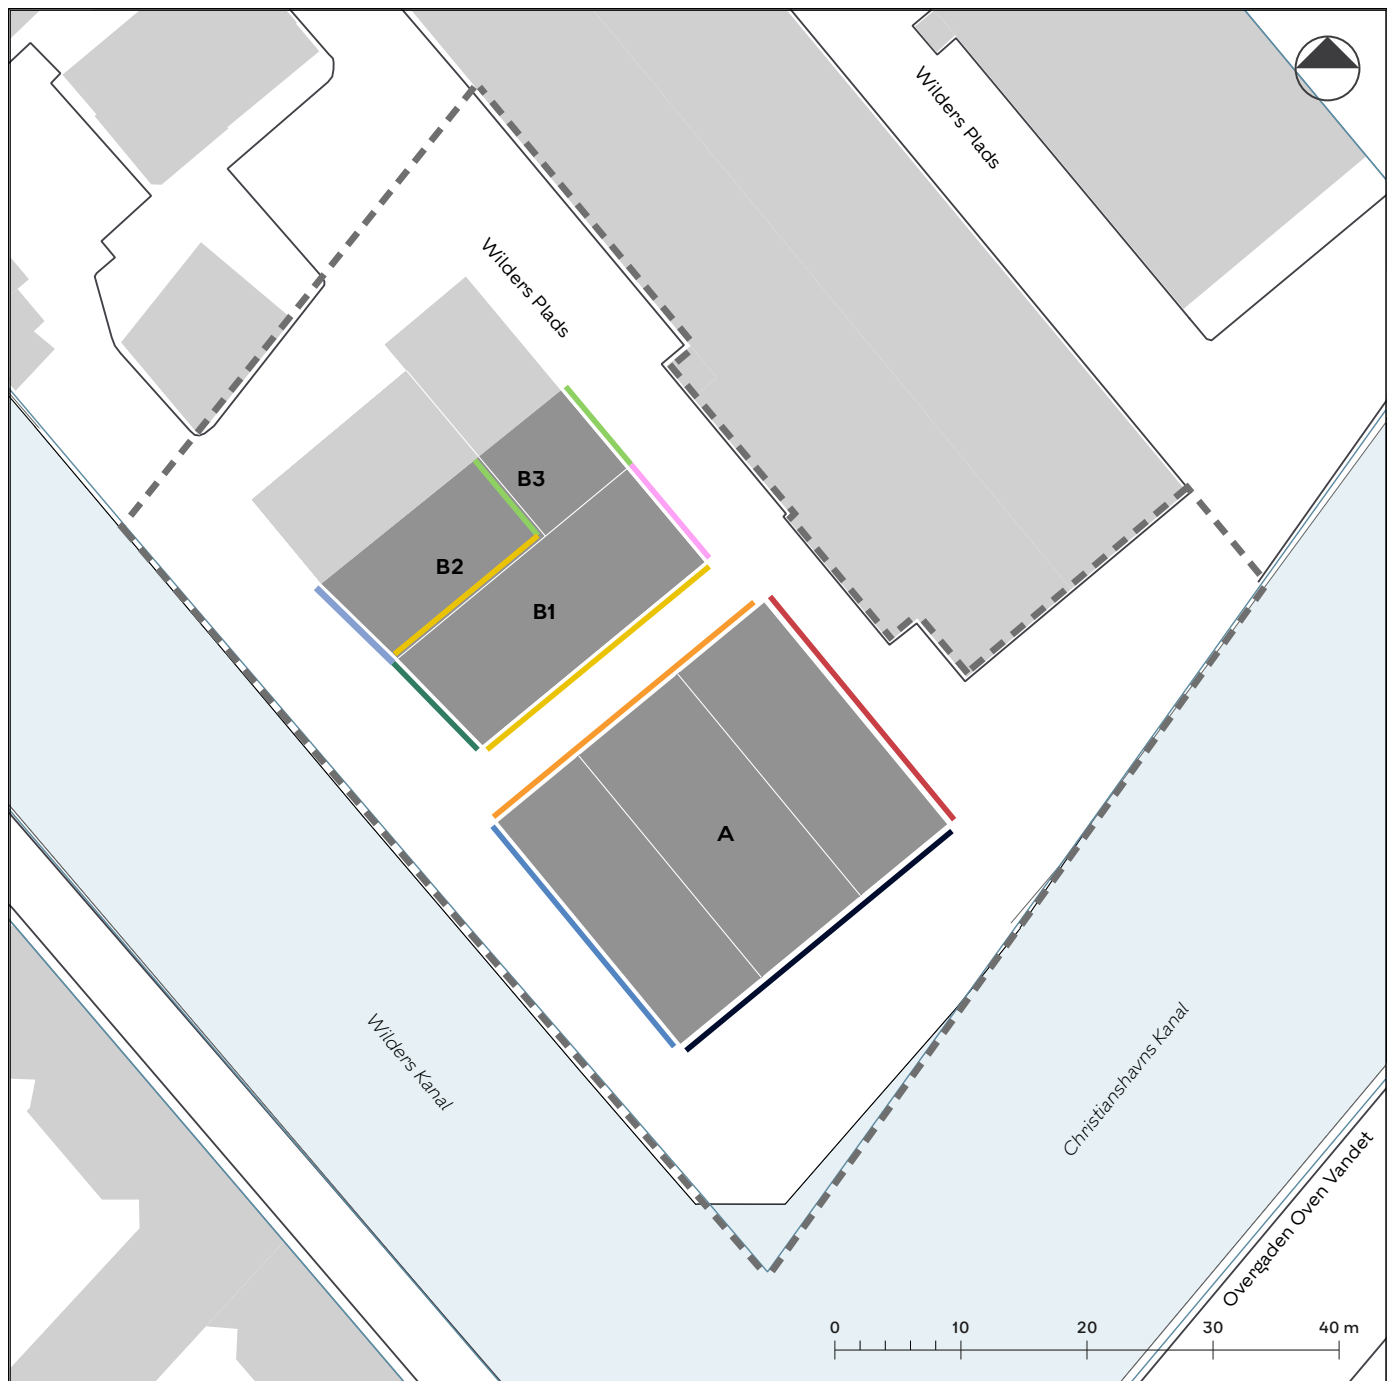 Wilders Plads
Wilders Plads
B3
B2
B1
A
Wilders Kanal
Christianshavns Kanal
Overgaden Oven Vandet
0 10 20 30 40 m